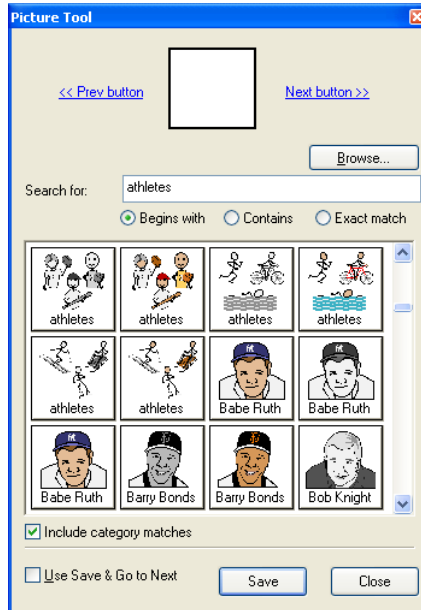 Picture Tool
<< Prev button
Next button >>
Browse...
Search for:
athletes
Begins with
Contains
Exact match
athletes athletes athletes athletes
athletes athletes Babe Ruth Babe Ruth
Babe Ruth Barry Bonds Barry Bonds Bob Knight
Include category matches
Use Save & Go to Next
Save
Close